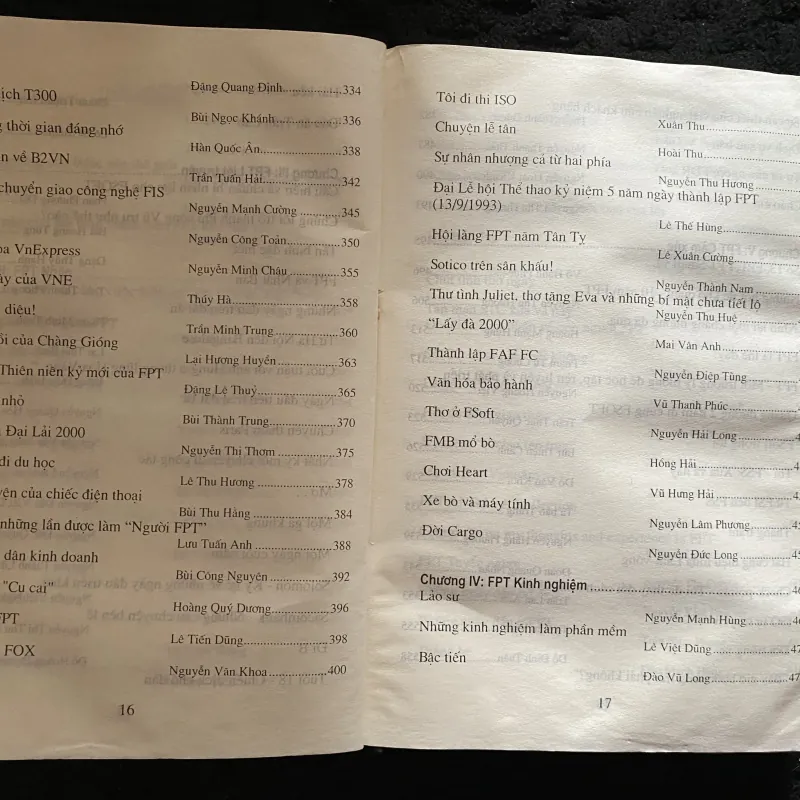 ịch T300
Đặng Quang Định..................334
g thời gian đáng nhớ
Bùi Ngọc Khánh..................336
n về B2VN
Hàn Quốc Ân..................338
chuyển giao công nghệ FIS
Trần Tuấn Hải..................342
Nguyễn Mạnh Cường..................345
oa VnExpress
Nguyễn Công Toản..................350
ày của VNE
Nguyễn Minh Châu..................355
diệu!
Thúy Hà..................358
ổi của Chàng Gióng
Trần Minh Trung..................360
Thiên niên kỷ mới của FPT
Lại Hương Huyền..................363
nhỏ
Đặng Lệ Thuỷ..................365
Đại Lải 2000
Bùi Thành Trung..................370
đi du học
Nguyễn Thị Thơm..................375
yện của chiếc điện thoại
Lê Thu Hương..................378
những lần được làm “Người FPT”
Bùi Thu Hằng..................384
dân kinh doanh
Lưu Tuấn Anh..................388
"Cu cai"
Bùi Công Nguyên..................392
FPT
Hoàng Quý Dương..................396
FOX
Lê Tiến Dũng..................398
Nguyễn Văn Khoa..................400
16
Tôi đi thi ISO
Xuân Thu..................
Chuyện lễ tân
Hoài Thu..................
Sự nhân nhượng cả từ hai phía
Nguyễn Thu Hương..................
Đại Lễ hội Thể thao kỷ niệm 5 năm ngày thành lập FPT
(13/9/1993)
Lê Thế Hùng..................
Hội làng FPT năm Tân Tỵ
Lê Xuân Cường..................
Sotico trên sân khấu!
Nguyễn Thành Nam..................
Thư tình Juliet, thơ tặng Eva và những bí mật chưa tiết lộ
Nguyễn Thu Huệ..................
“Lấy đà 2000”
Mai Vân Anh..................
Thành lập FAF FC
Nguyễn Điệp Tùng..................
Văn hóa bảo hành
Vũ Thanh Phúc..................
Thơ ở FSoft
Nguyễn Hải Long..................
FMB mổ bò
Hồng Hải..................
Chơi Heart
Vũ Hưng Hải..................
Xe bò và máy tính
Nguyễn Lâm Phương..................
Đời Cargo
Nguyễn Đức Long..................
Chương IV: FPT Kinh nghiệm..................
Lão sư
Nguyễn Mạnh Hùng..................
Những kinh nghiệm làm phần mềm
Lê Việt Dũng..................
Bậc tiến
Đào Vũ Long..................
17